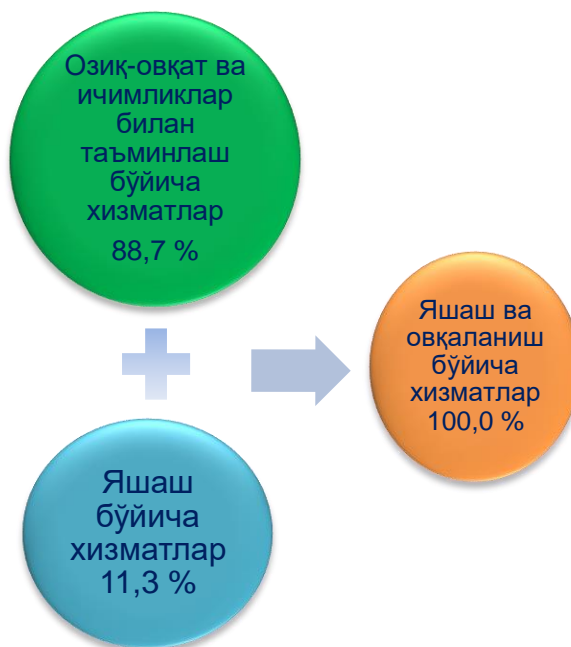 Озиқ-овқат ва
ичимликлар
билан
таъминлаш
бўйича
хизматлар
88,7 %
Яшаш ва
овқаланиш
бўйича
хизматлар
100,0 %
Яшаш
бўйича
хизматлар
11,3 %